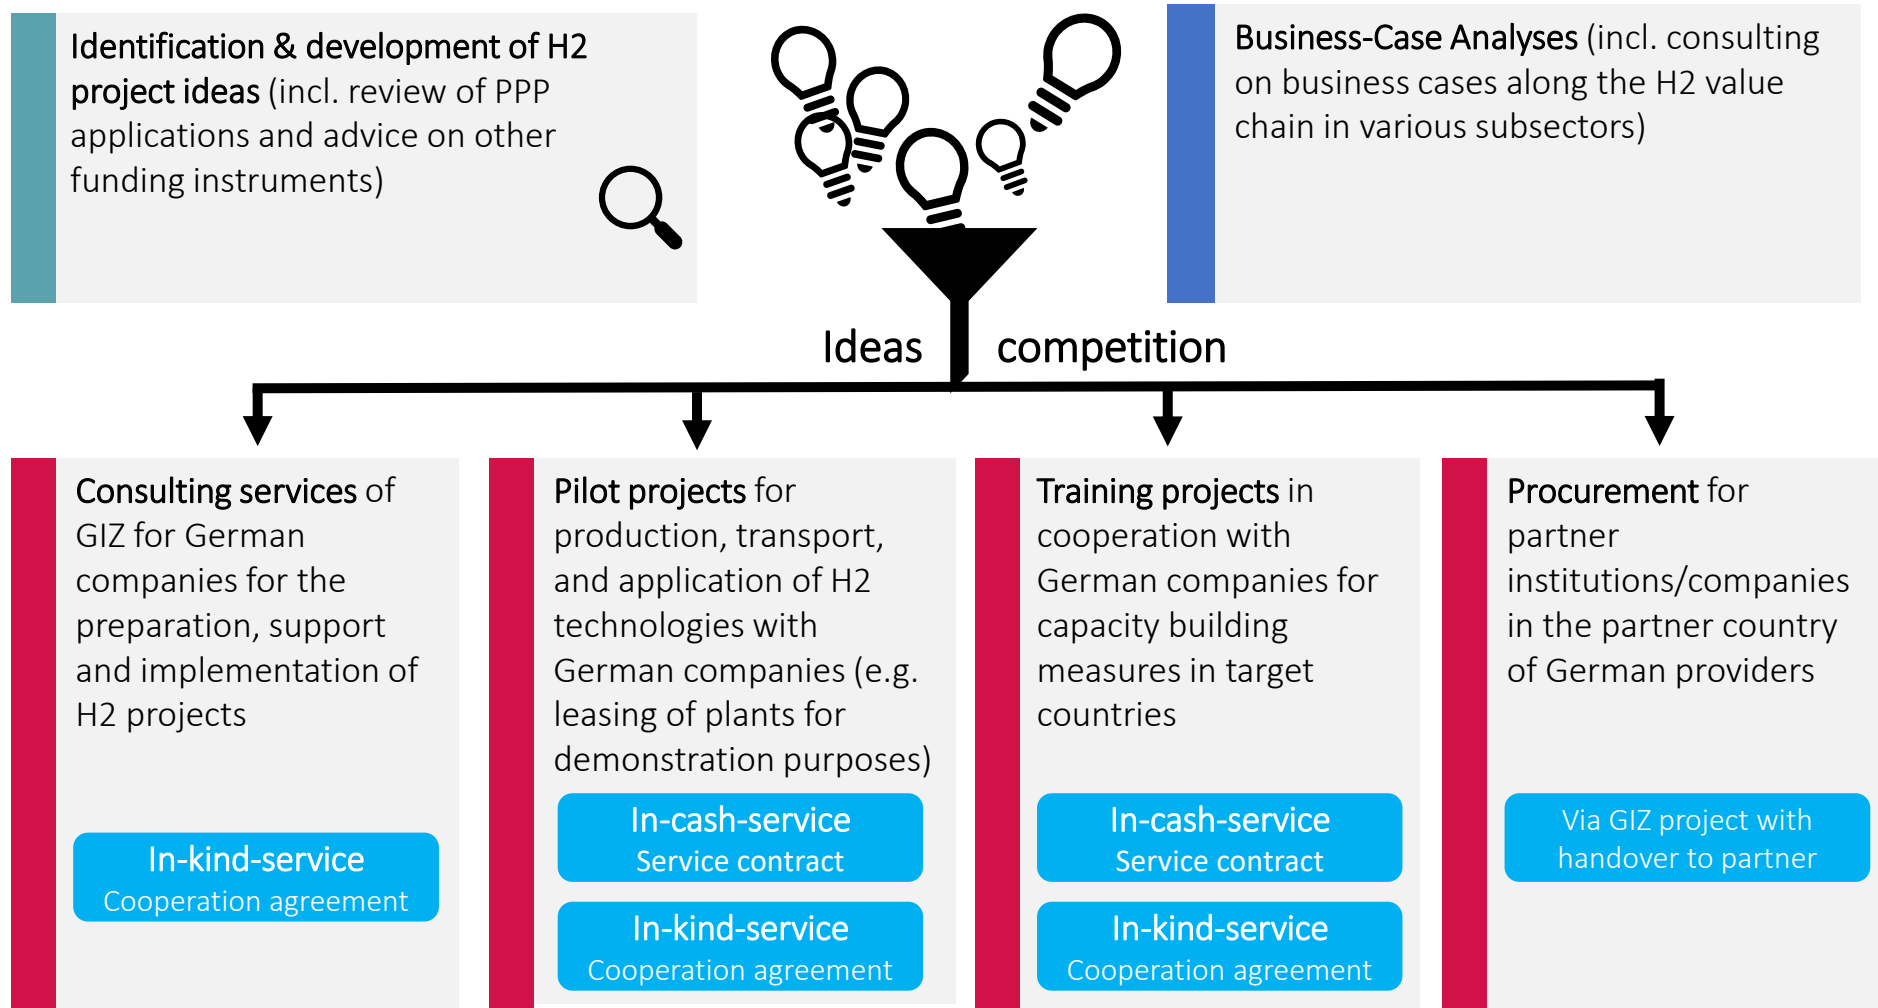 Identification & development of H2
project ideas (incl. review of PPP
applications and advice on other
funding instruments)
Business-Case Analyses (incl. consulting
on business cases along the H2 value
chain in various subsectors)
Ideas competition
Consulting services of
GIZ for German
companies for the
preparation, support
and implementation of
H2 projects
In-kind-service
Cooperation agreement
Pilot projects for
production, transport,
and application of H2
technologies with
German companies (e.g.
leasing of plants for
demonstration purposes)
In-cash-service
Service contract
In-kind-service
Cooperation agreement
Training projects in
cooperation with
German companies for
capacity building
measures in target
countries
In-cash-service
Service contract
In-kind-service
Cooperation agreement
Procurement for
partner
institutions/companies
in the partner country
of German providers
Via GIZ project with
handover to partner